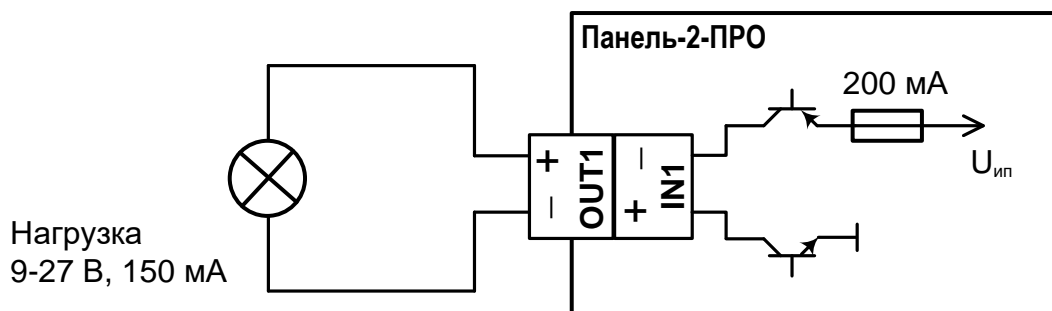 Панель-2-ПРО
200 мА
Uип
+ −
OUT1
− +
IN1
Нагрузка
9-27 В, 150 мА